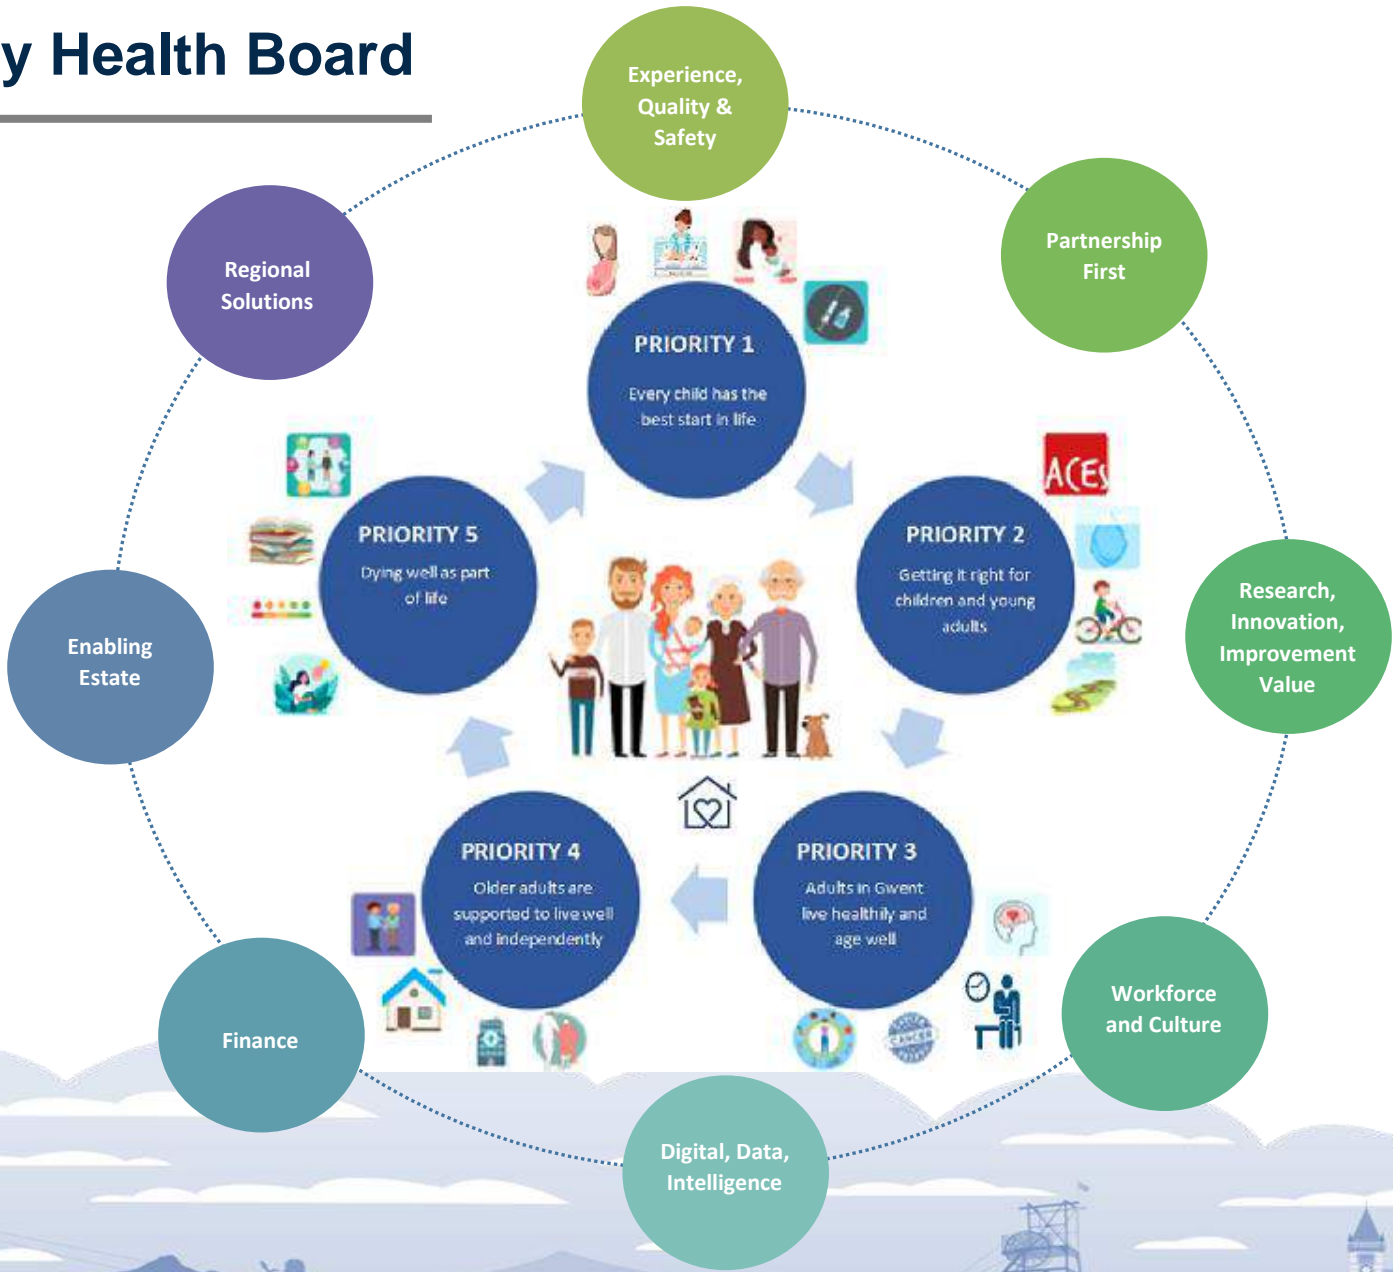 y Health Board
Experience,
Quality &
Safety
Partnership
First
Regional
Solutions
PRIORITY 1
Every child has the
best start in life
ACEs
PRIORITY 2
Getting it right for
children and young
adults
PRIORITY 5
Dying well as part
of life
Research,
Innovation,
Improvement
Value
Enabling
Estate
PRIORITY 4
Older adults are
supported to live well
and independently
PRIORITY 3
Adults in Gwent
live healthily and
age well
CANCER
Workforce
and Culture
Finance
Digital, Data,
Intelligence